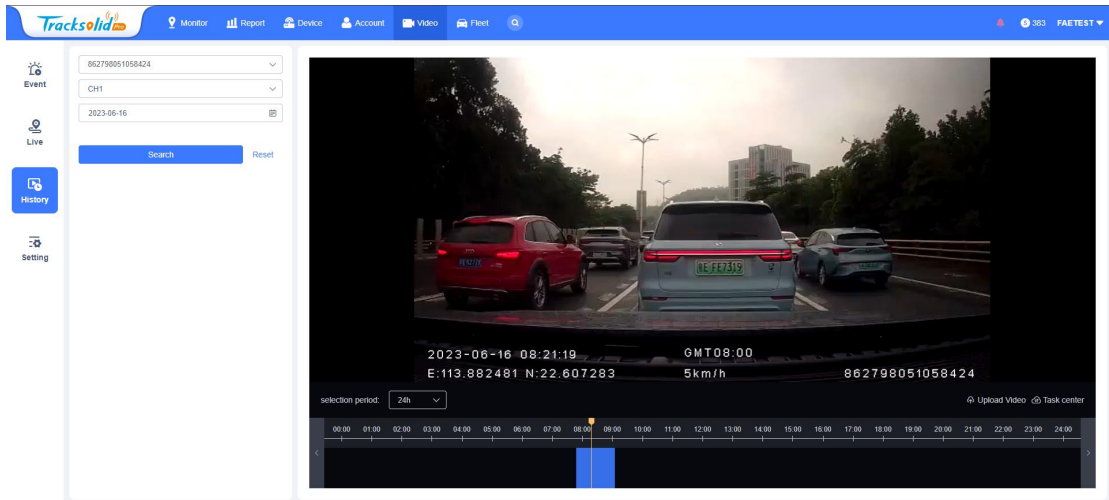 Tracksolid Pro
Monitor Report Device Account Video Fleet
383 FAETEST
Event
Live
History
Setting
862798051058424
CH1
2023-06-16
Search Reset
FE7319
2023-06-16 08:21:19 GMT08:00
E:113.882481 N:22.607283 5km/h 862798051058424
selection period: 24h Upload Video Task center
00:00 01:00 02:00 03:00 04:00 05:00 06:00 07:00 08:00 09:00 10:00 11:00 12:00 13:00 14:00 15:00 16:00 17:00 18:00 19:00 20:00 21:00 22:00 23:00 24:00